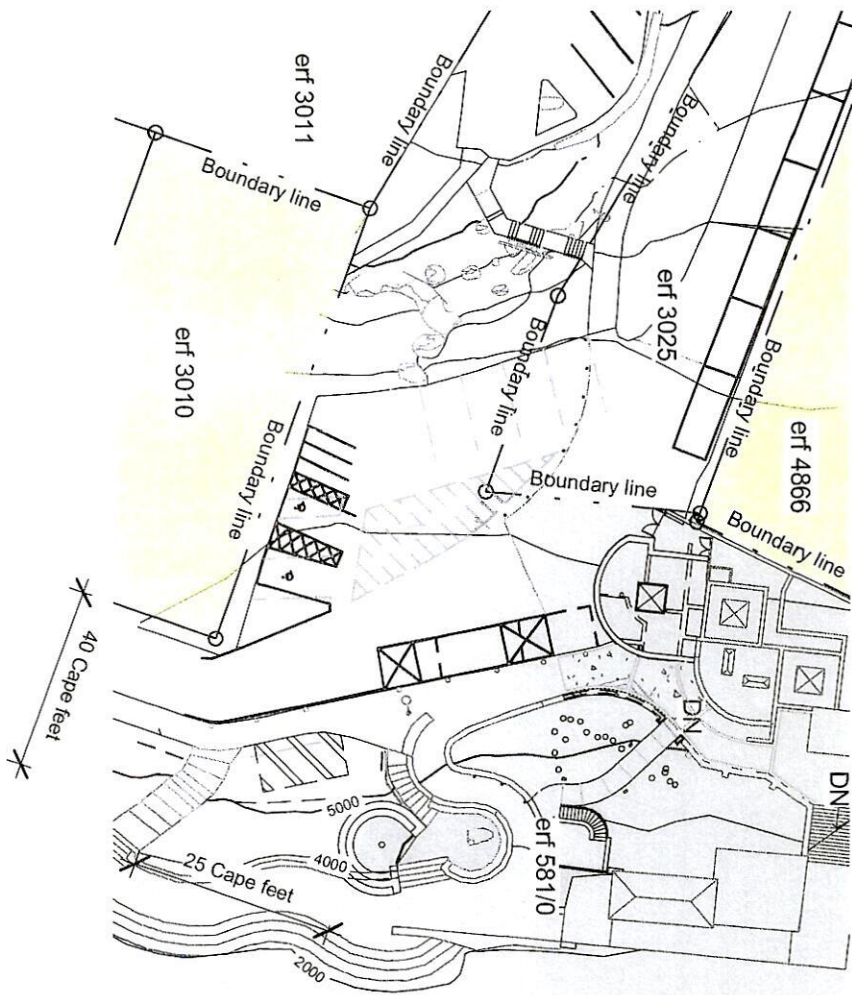 erf 3011
Boundary line
Boundary line
Boundary line
erf 3025
Boundary line
erf 4866
erf 3010
Boundary line
Boundary line
Boundary line
Boundary line
40 Cape feet
DN
DN
5000
4000
25 Cape feet
2000
erf 581/0